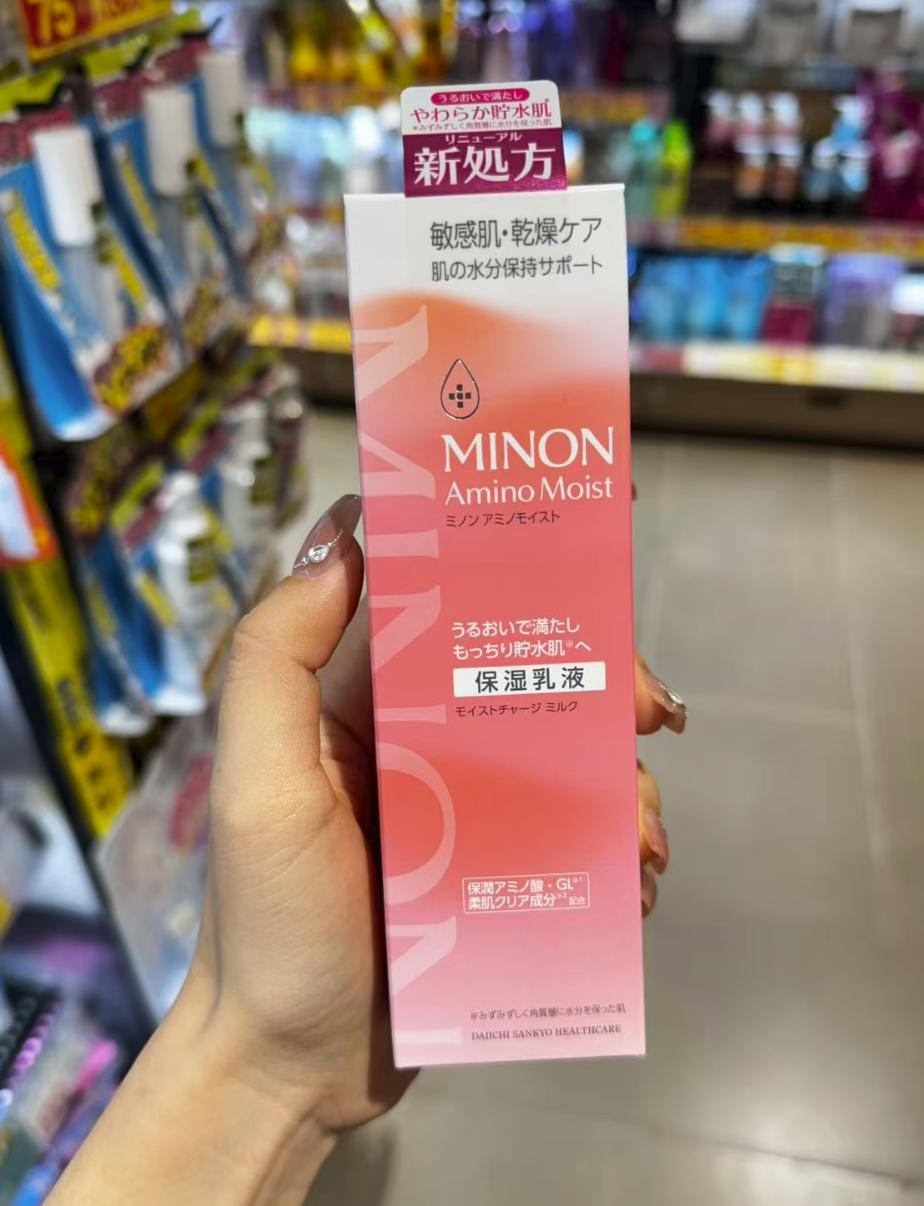 75
うるおいで満たし
やわらか貯水肌※
※みずみずしく角質層に水分を保った肌
リニューアル
新処方
敏感肌・乾燥ケア
肌の水分保持サポート
MINON
MINON
Amino Moist
ミノン アミノモイスト
うるおいで満たし
もっちり貯水肌※へ
保湿乳液
モイストチャージ ミルク
保潤アミノ酸・GL※1
柔肌クリア成分※2 配合
※みずみずしく角質層に水分を保った肌
DAIICHI SANKYO HEALTHCARE